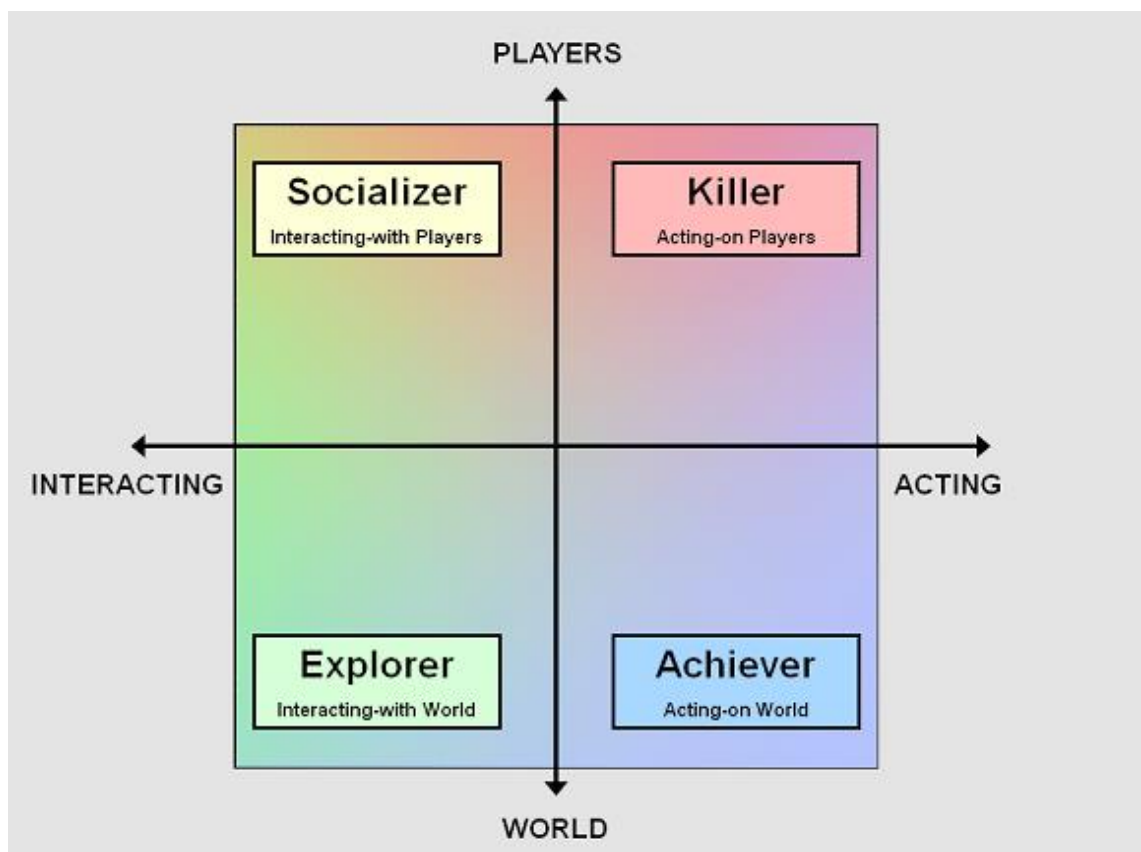 PLAYERS
Socializer
Interacting-with Players
Killer
Acting-on Players
INTERACTING
ACTING
Explorer
Interacting-with World
Achiever
Acting-on World
WORLD